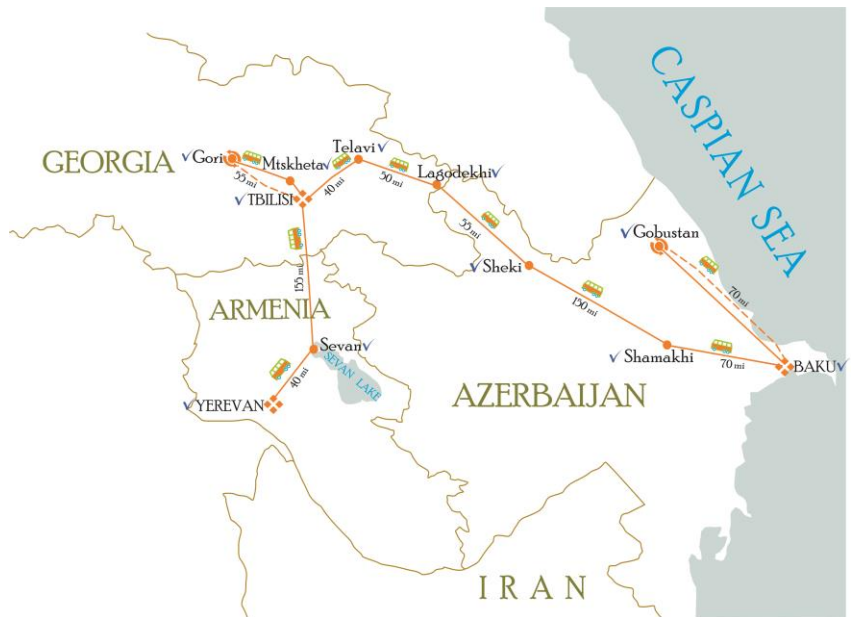 CASPIAN SEA
GEORGIA
Gori
Mtskheta
Telavi
Lagodekhi
55 mi
TBILISI
40 mi
50 mi
155 mi
55 mi
Gobustan
Sheki
70 mi
150 mi
ARMENIA
Sevan
SEVAN LAKE
40 mi
YEREVAN
Shamakhi
70 mi
BAKU
AZERBAIJAN
IRAN